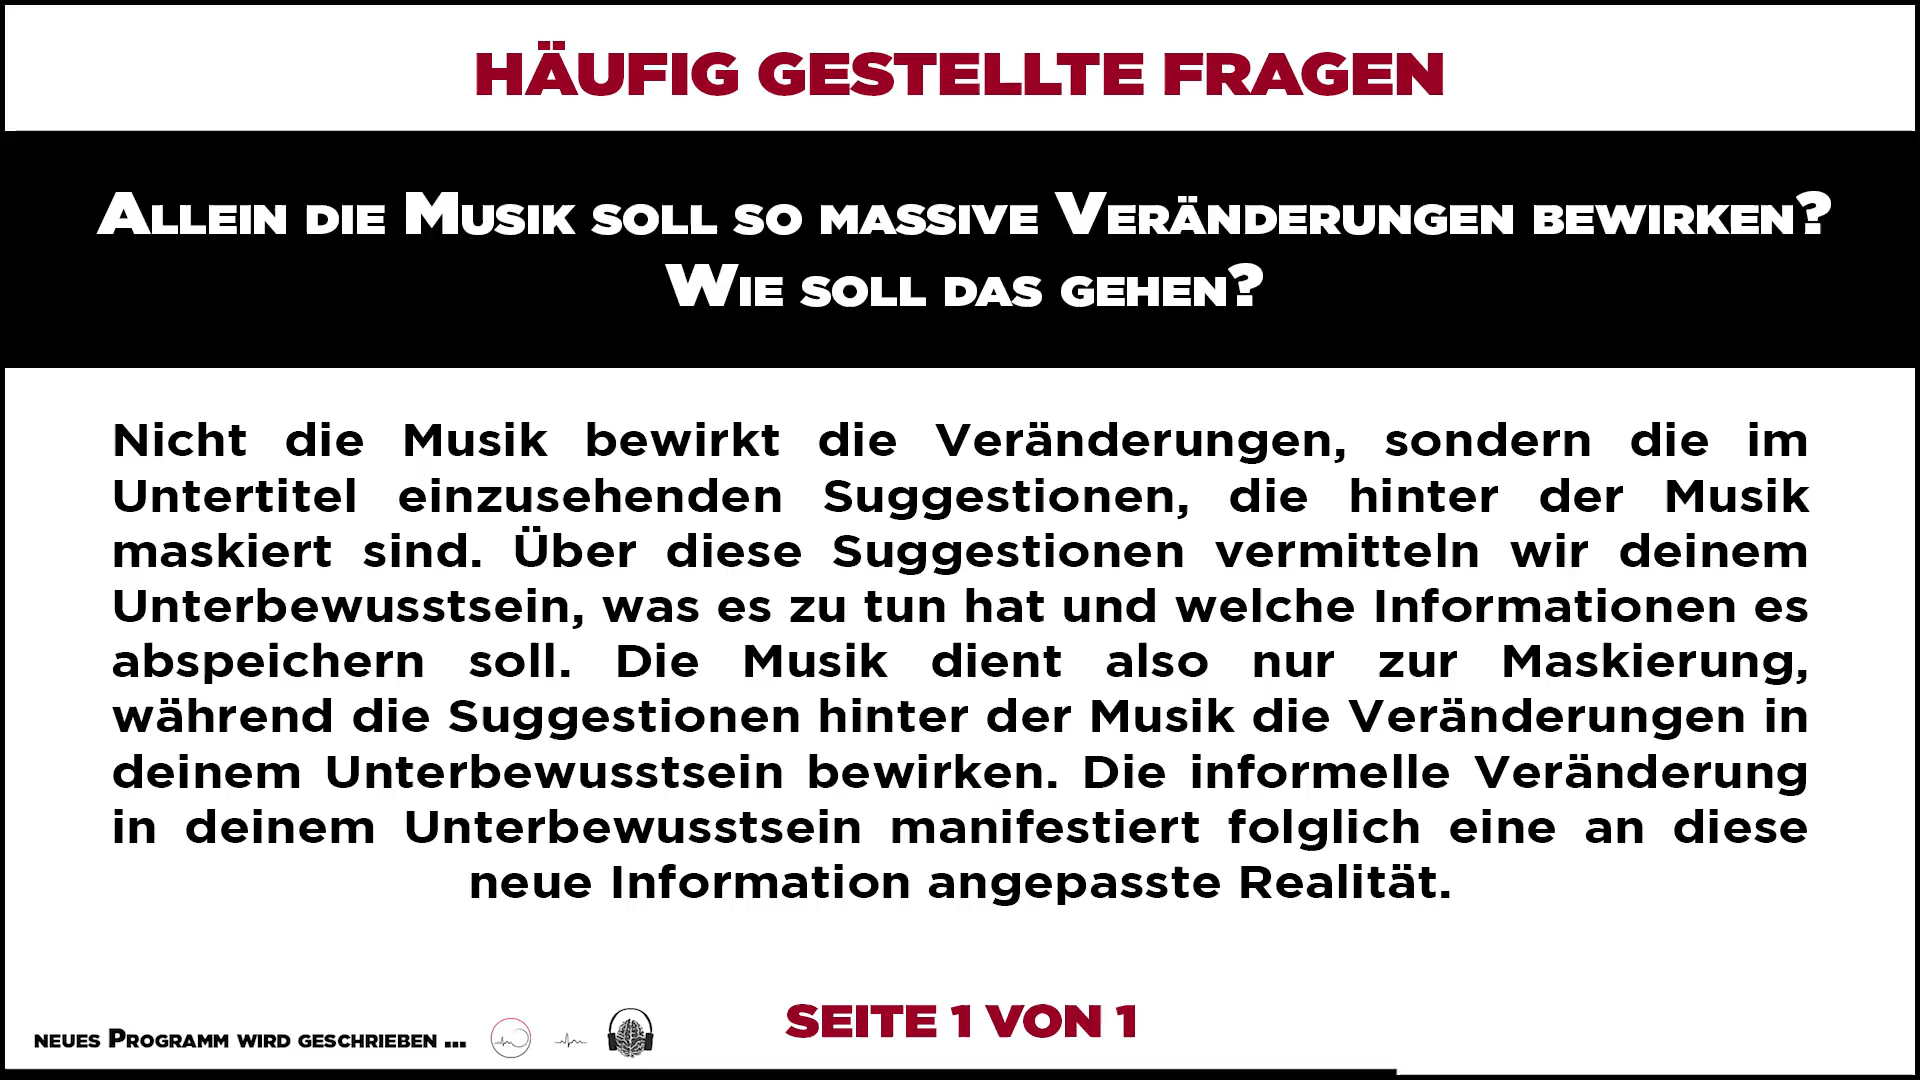 HÄUFIG GESTELLTE FRAGEN
ALLEIN DIE MUSIK SOLL SO MASSIVE VERÄNDERUNGEN BEWIRKEN?
WIE SOLL DAS GEHEN?
Nicht die Musik bewirkt die Veränderungen, sondern die im
Untertitel einzusehenden Suggestionen, die hinter der Musik
maskiert sind. Über diese Suggestionen vermitteln wir deinem
Unterbewusstsein, was es zu tun hat und welche Informationen es
abspeichern soll. Die Musik dient also nur zur Maskierung,
während die Suggestionen hinter der Musik die Veränderungen in
deinem Unterbewusstsein bewirken. Die informelle Veränderung
in deinem Unterbewusstsein manifestiert folglich eine an diese
neue Information angepasste Realität.
NEUES PROGRAMM WIRD GESCHRIEBEN ...
SEITE 1 VON 1